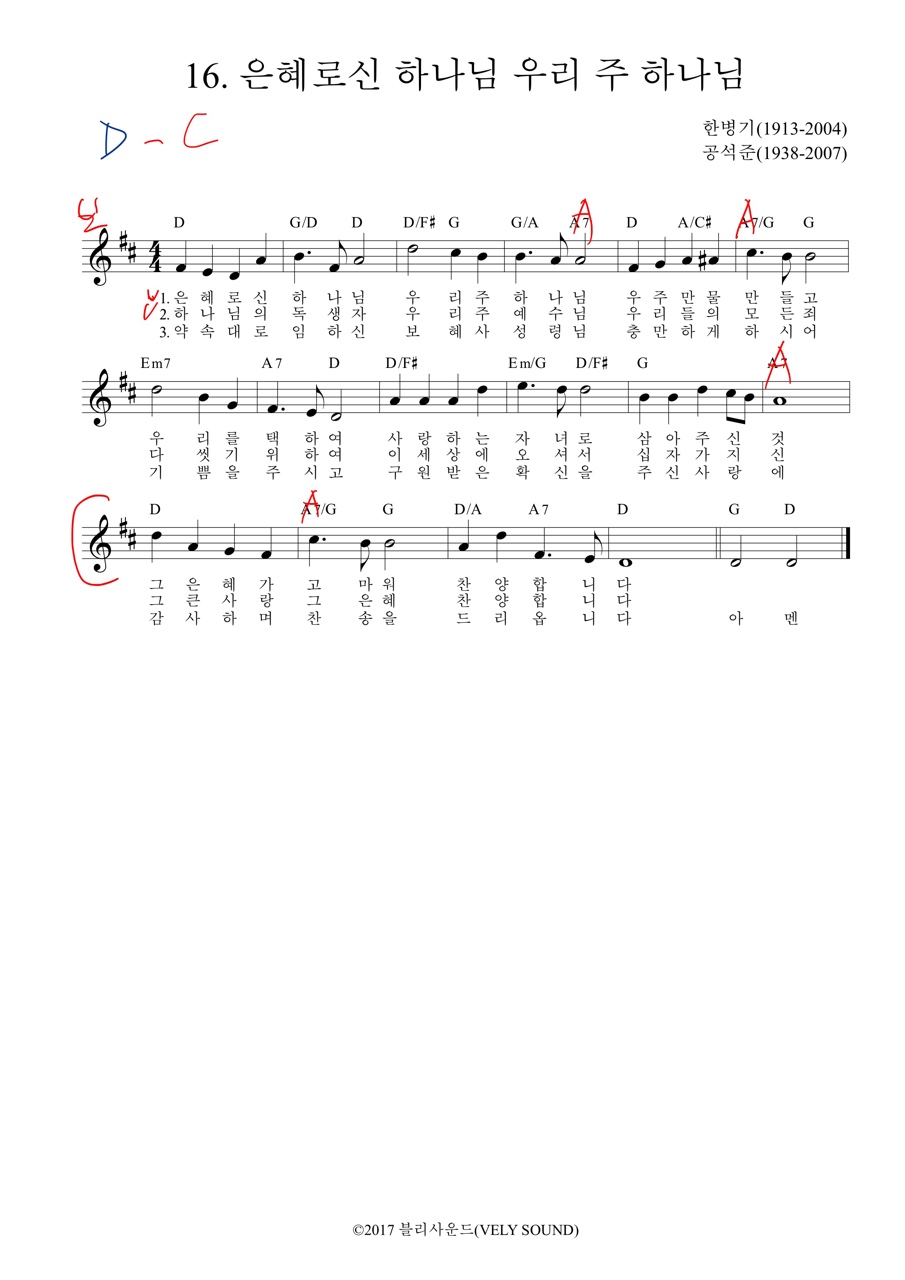 16. 은혜로신 하나님 우리 주 하나님
D - C
한병기(1913-2004)
공석준(1938-2007)
D G/D D D/F# G G/A A7 A D A/C# A7/G A G
1. 은 혜 로 신 하 나 님 우 리 주 하 나 님 우 주 만 물 만 들 고
2. 하 나 님 의 독 생 자 우 리 주 예 수 님 우 리 들 의 모 든 죄
3. 약 속 대 로 임 하 신 보 혜 사 성 령 님 충 만 하 게 하 시 어
Em7 A7 D D/F# Em/G D/F# G A7 A
우 리 를 택 하 여 사 랑 하 는 자 녀 로 삼 아 주 신 것
다 씻 기 위 하 여 이 세 상 에 오 셔 서 십 자 가 지 신
기 쁨 을 주 시 고 구 원 받 은 확 신 을 주 신 사 랑 에
D A7/G A G D/A A7 D G D
그 은 혜 가 고 마 워 찬 양 합 니 다
그 큰 사 랑 그 은 혜 찬 양 합 니 다
감 사 하 며 찬 송 을 드 리 옵 니 다 아 멘
©2017 블리사운드(VELY SOUND)